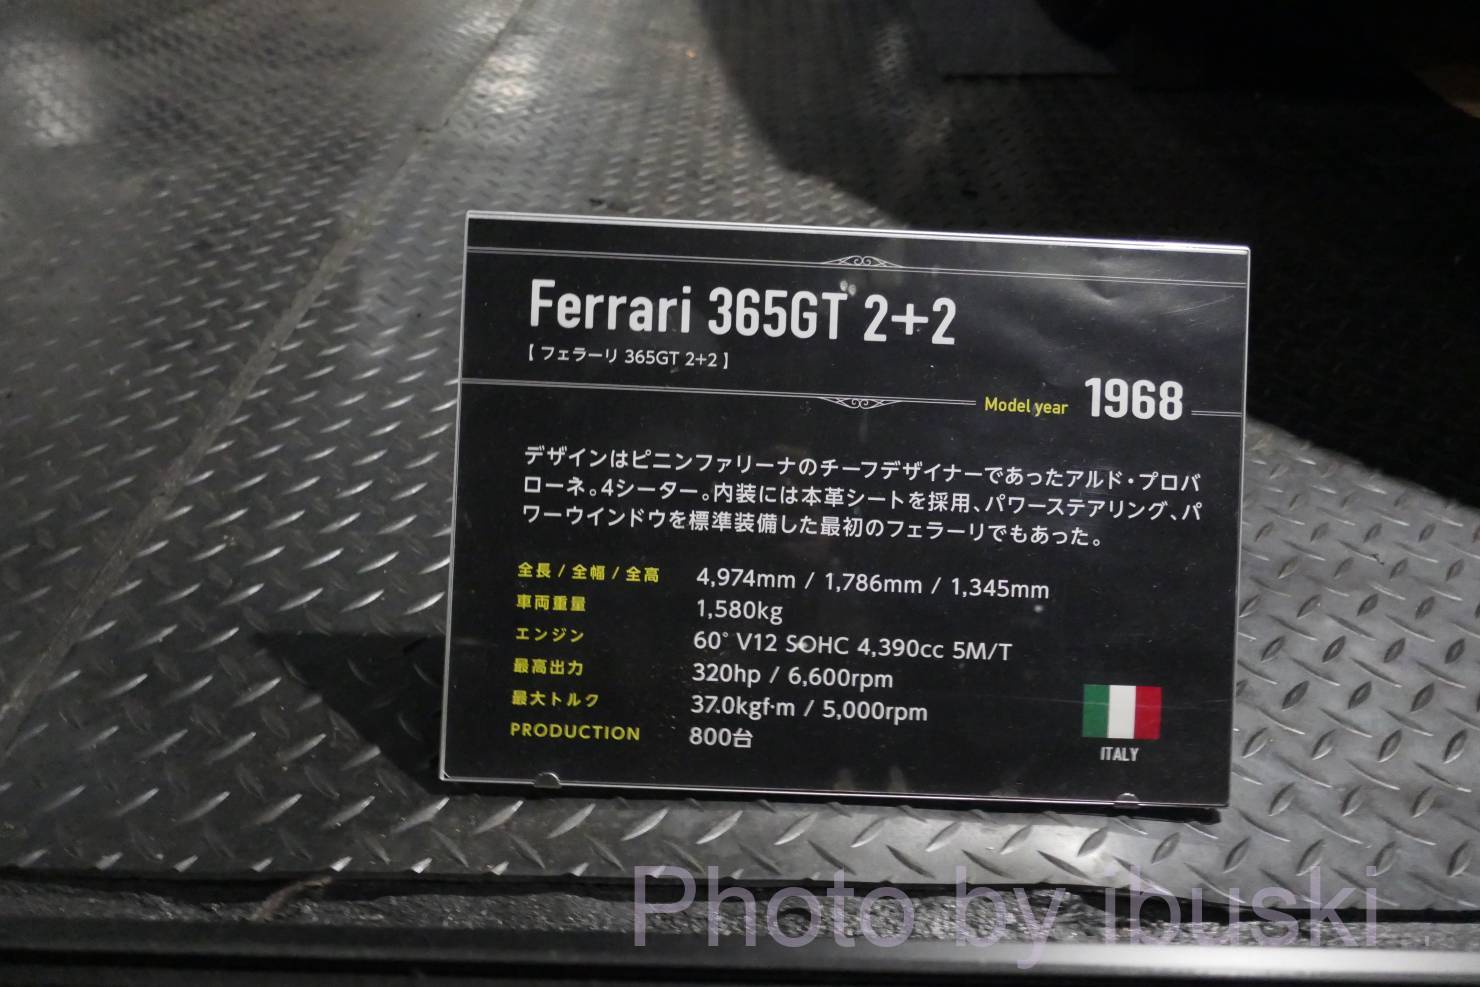 Ferrari 365GT 2+2
【 フェラーリ 365GT 2+2 】
Model year 1968
デザインはピニンファリーナのチーフデザイナーであったアルド・プロバ
ローネ。4シーター。内装には本革シートを採用、パワーステアリング、パ
ワーウインドウを標準装備した最初のフェラーリでもあった。
全長 / 全幅 / 全高 4,974mm / 1,786mm / 1,345mm
車両重量 1,580kg
エンジン 60° V12 SOHC 4,390cc 5M/T
最高出力 320hp / 6,600rpm
最大トルク 37.0kgf·m / 5,000rpm
PRODUCTION 800台
ITALY
Photo by ibuski